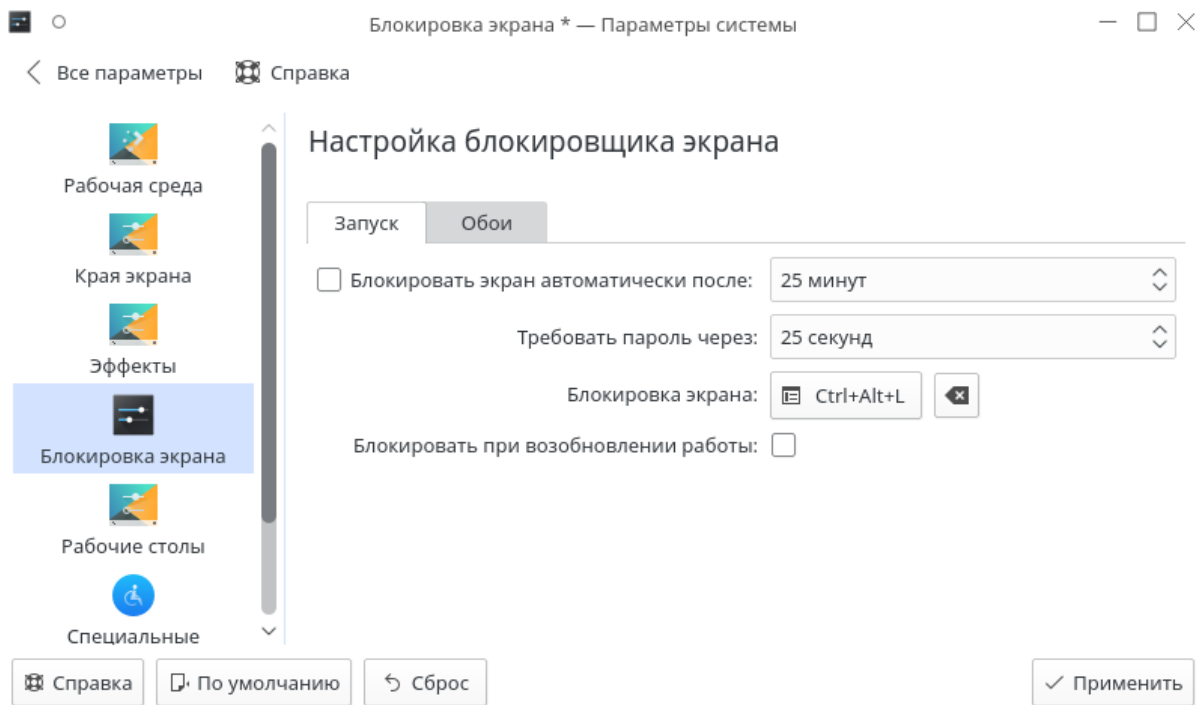 Блокировка экрана * — Параметры системы
Все параметры Справка
Рабочая среда
Края экрана
Эффекты
Блокировка экрана
Рабочие столы
Специальные
Настройка блокировщика экрана
Запуск Обои
Блокировать экран автоматически после: 25 минут
Требовать пароль через: 25 секунд
Блокировка экрана: Ctrl+Alt+L
Блокировать при возобновлении работы:
Справка По умолчанию Сброс Применить